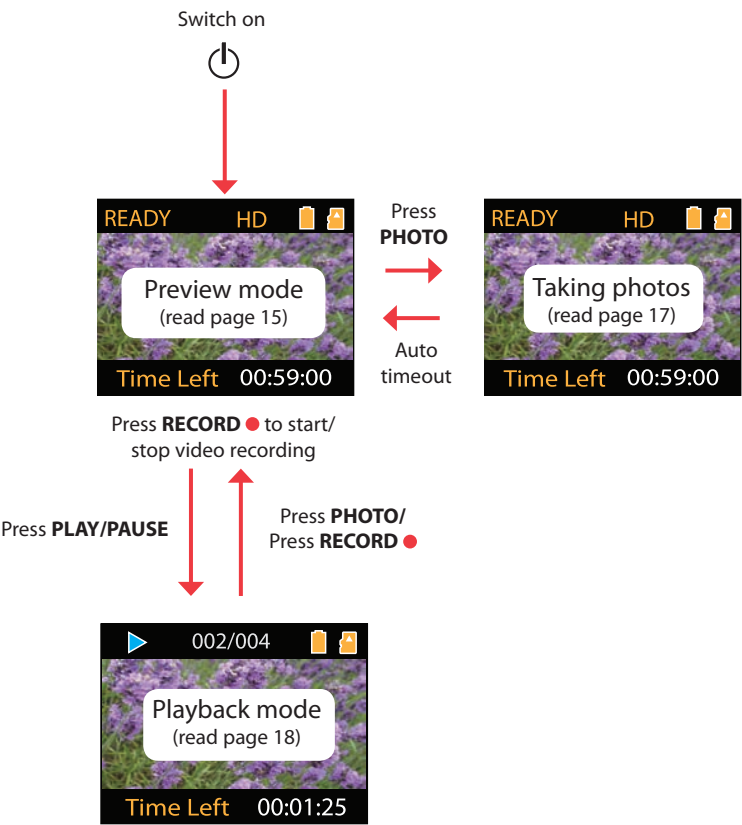 Switch on
READY HD
Preview mode
(read page 15)
Time Left 00:59:00
Press
PHOTO
Auto
timeout
READY HD
Taking photos
(read page 17)
Time Left 00:59:00
Press RECORD ● to start/
stop video recording
Press PLAY/PAUSE
Press PHOTO/
Press RECORD ●
002/004
Playback mode
(read page 18)
Time Left 00:01:25